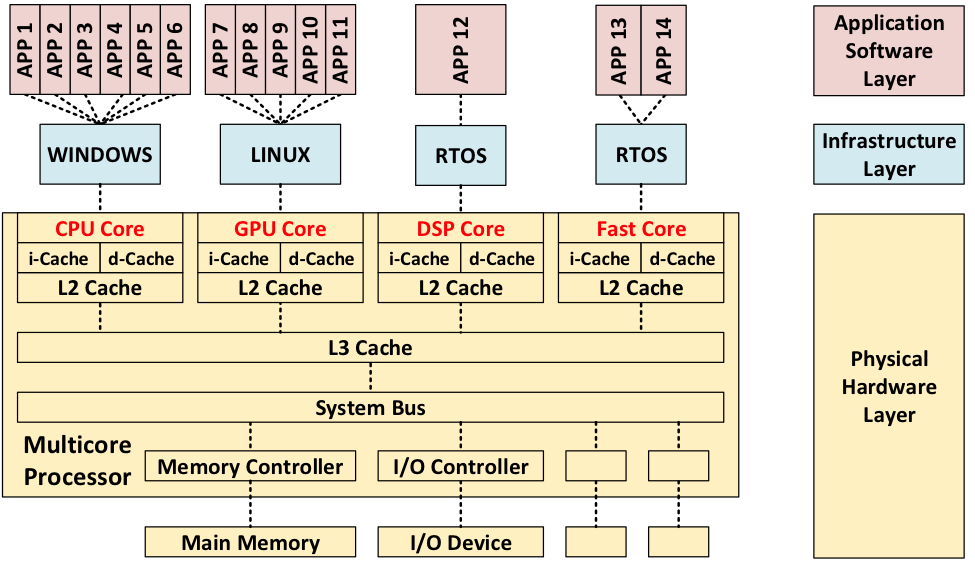 APP 1
APP 2
APP 3
APP 4
APP 5
APP 6
APP 7
APP 8
APP 9
APP 10
APP 11
APP 12
APP 13
APP 14
Application
Software
Layer
WINDOWS
LINUX
RTOS
RTOS
Infrastructure
Layer
CPU Core
GPU Core
DSP Core
Fast Core
i-Cache
d-Cache
i-Cache
d-Cache
i-Cache
d-Cache
i-Cache
d-Cache
L2 Cache
L2 Cache
L2 Cache
L2 Cache
L3 Cache
System Bus
Physical
Hardware
Layer
Multicore
Processor
Memory Controller
I/O Controller
Main Memory
I/O Device